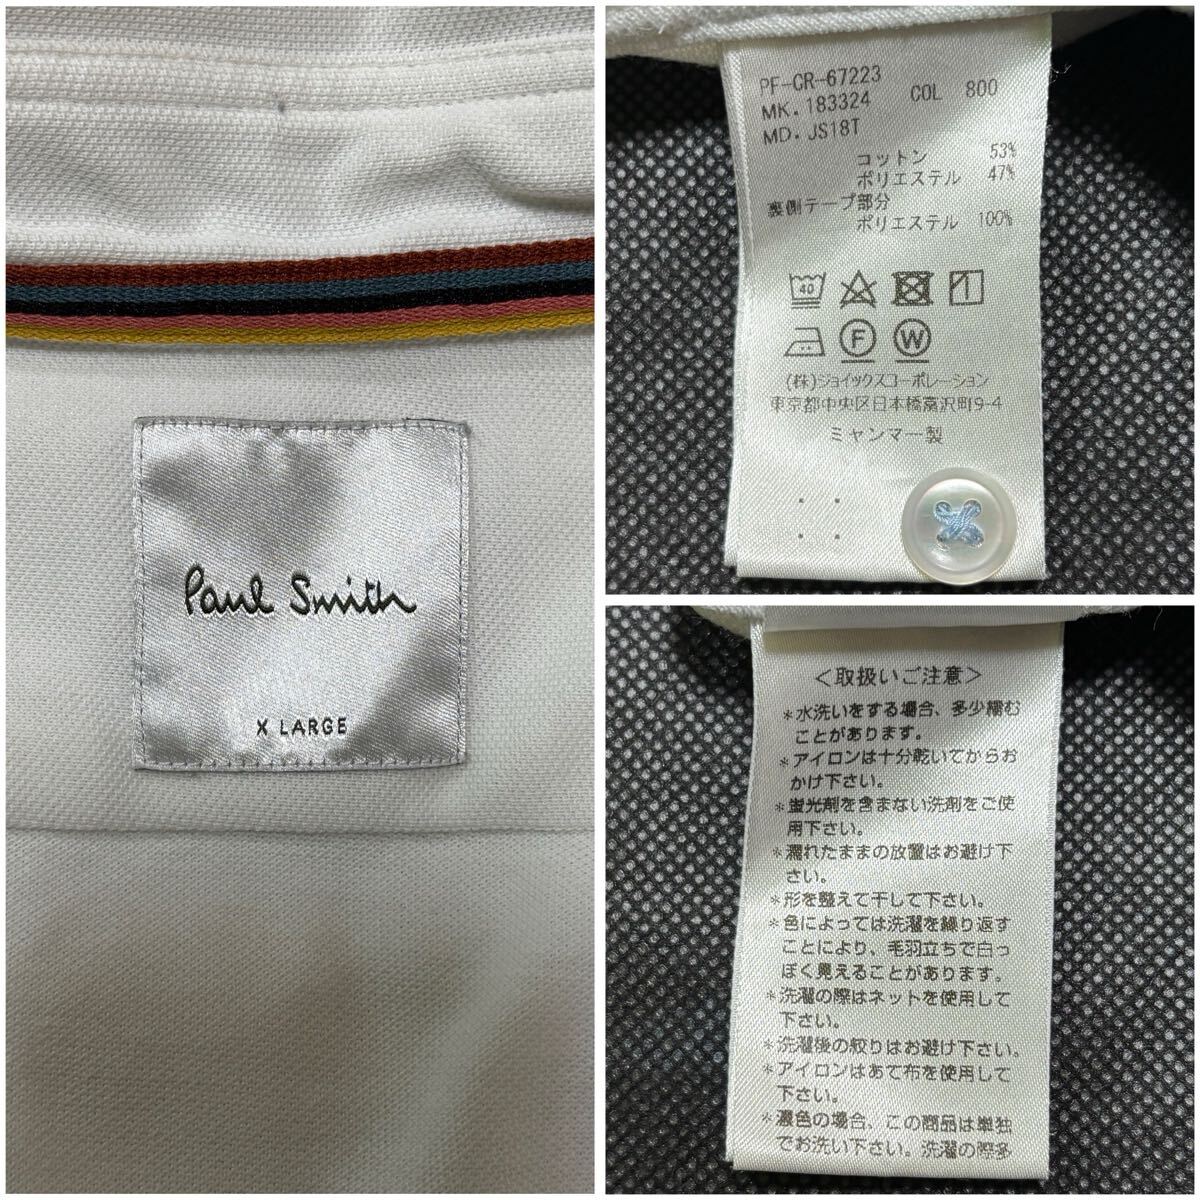 Paul Smith
X LARGE
PF-CR-67223
MK. 183324 COL 800
MD. JS18T
コットン 53%
ポリエステル 47%
裏側テープ部分
ポリエステル 100%
40
F W
(株)ジョイックスコーポレーション
東京都中央区日本橋富沢町9-4
ミャンマー製
<取扱いご注意>
*水洗いをする場合、多少縮む
ことがあります。
*アイロンは十分乾いてからお
かけ下さい。
*蛍光剤を含まない洗剤をご使
用下さい。
*濡れたままの放置はお避け下
さい。
*形を整えて干して下さい。
*色によっては洗濯を繰り返す
ことにより、毛羽立ちで白っ
ぽく見えることがあります。
*洗濯の際はネットを使用して
下さい。
*洗濯後の絞りはお避け下さい。
*アイロンはあて布を使用して
下さい。
*濃色の場合、この商品は単独
でお洗い下さい。洗濯の際多